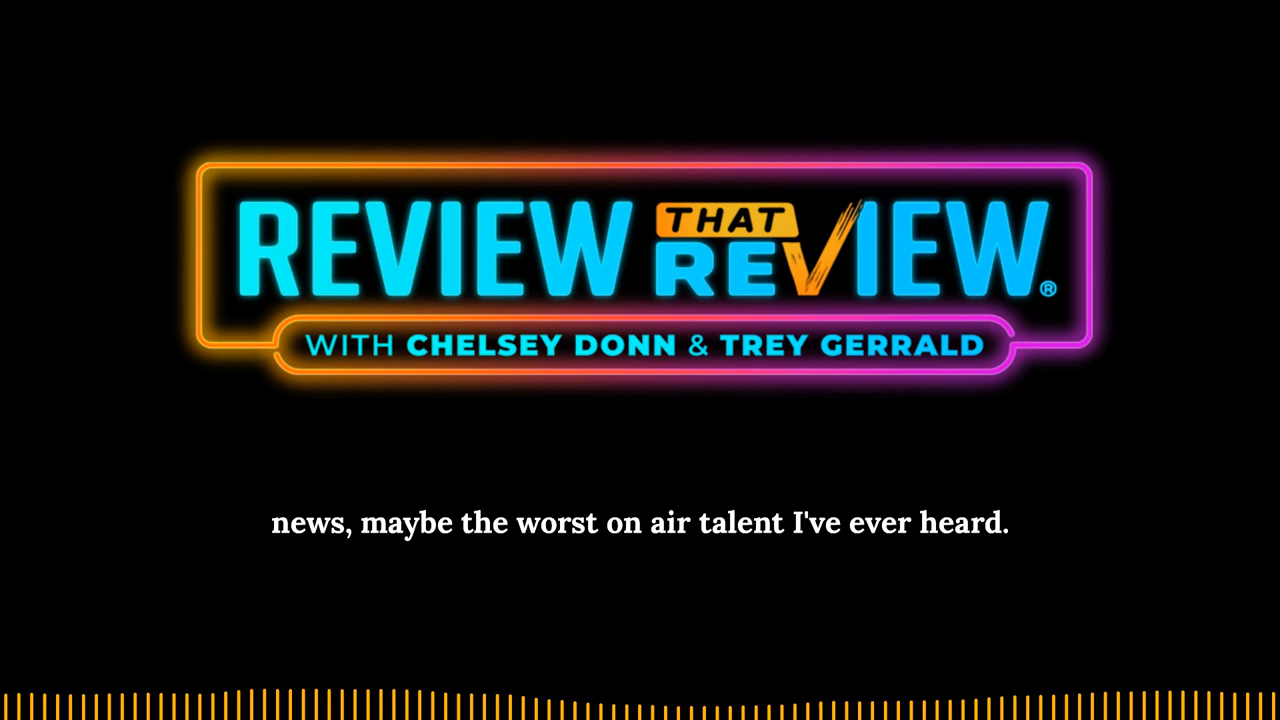 REVIEW THAT REVIEW®
WITH CHELSEY DONN & TREY GERRALD
news, maybe the worst on air talent I've ever heard.